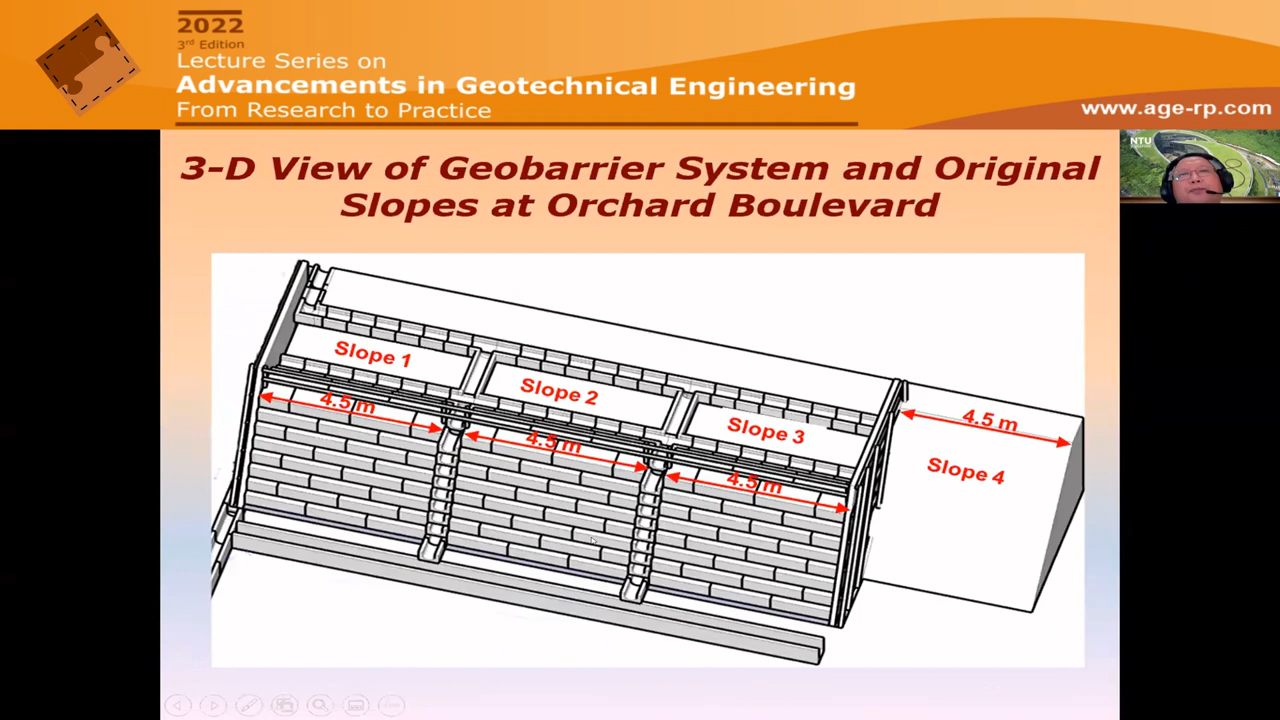 2022
3rd Edition
Lecture Series on
Advancements in Geotechnical Engineering
From Research to Practice
www.age-rp.com
NTU
3-D View of Geobarrier System and Original
Slopes at Orchard Boulevard
Slope 1
Slope 2
Slope 3
4.5 m
4.5 m
4.5 m
4.5 m
Slope 4